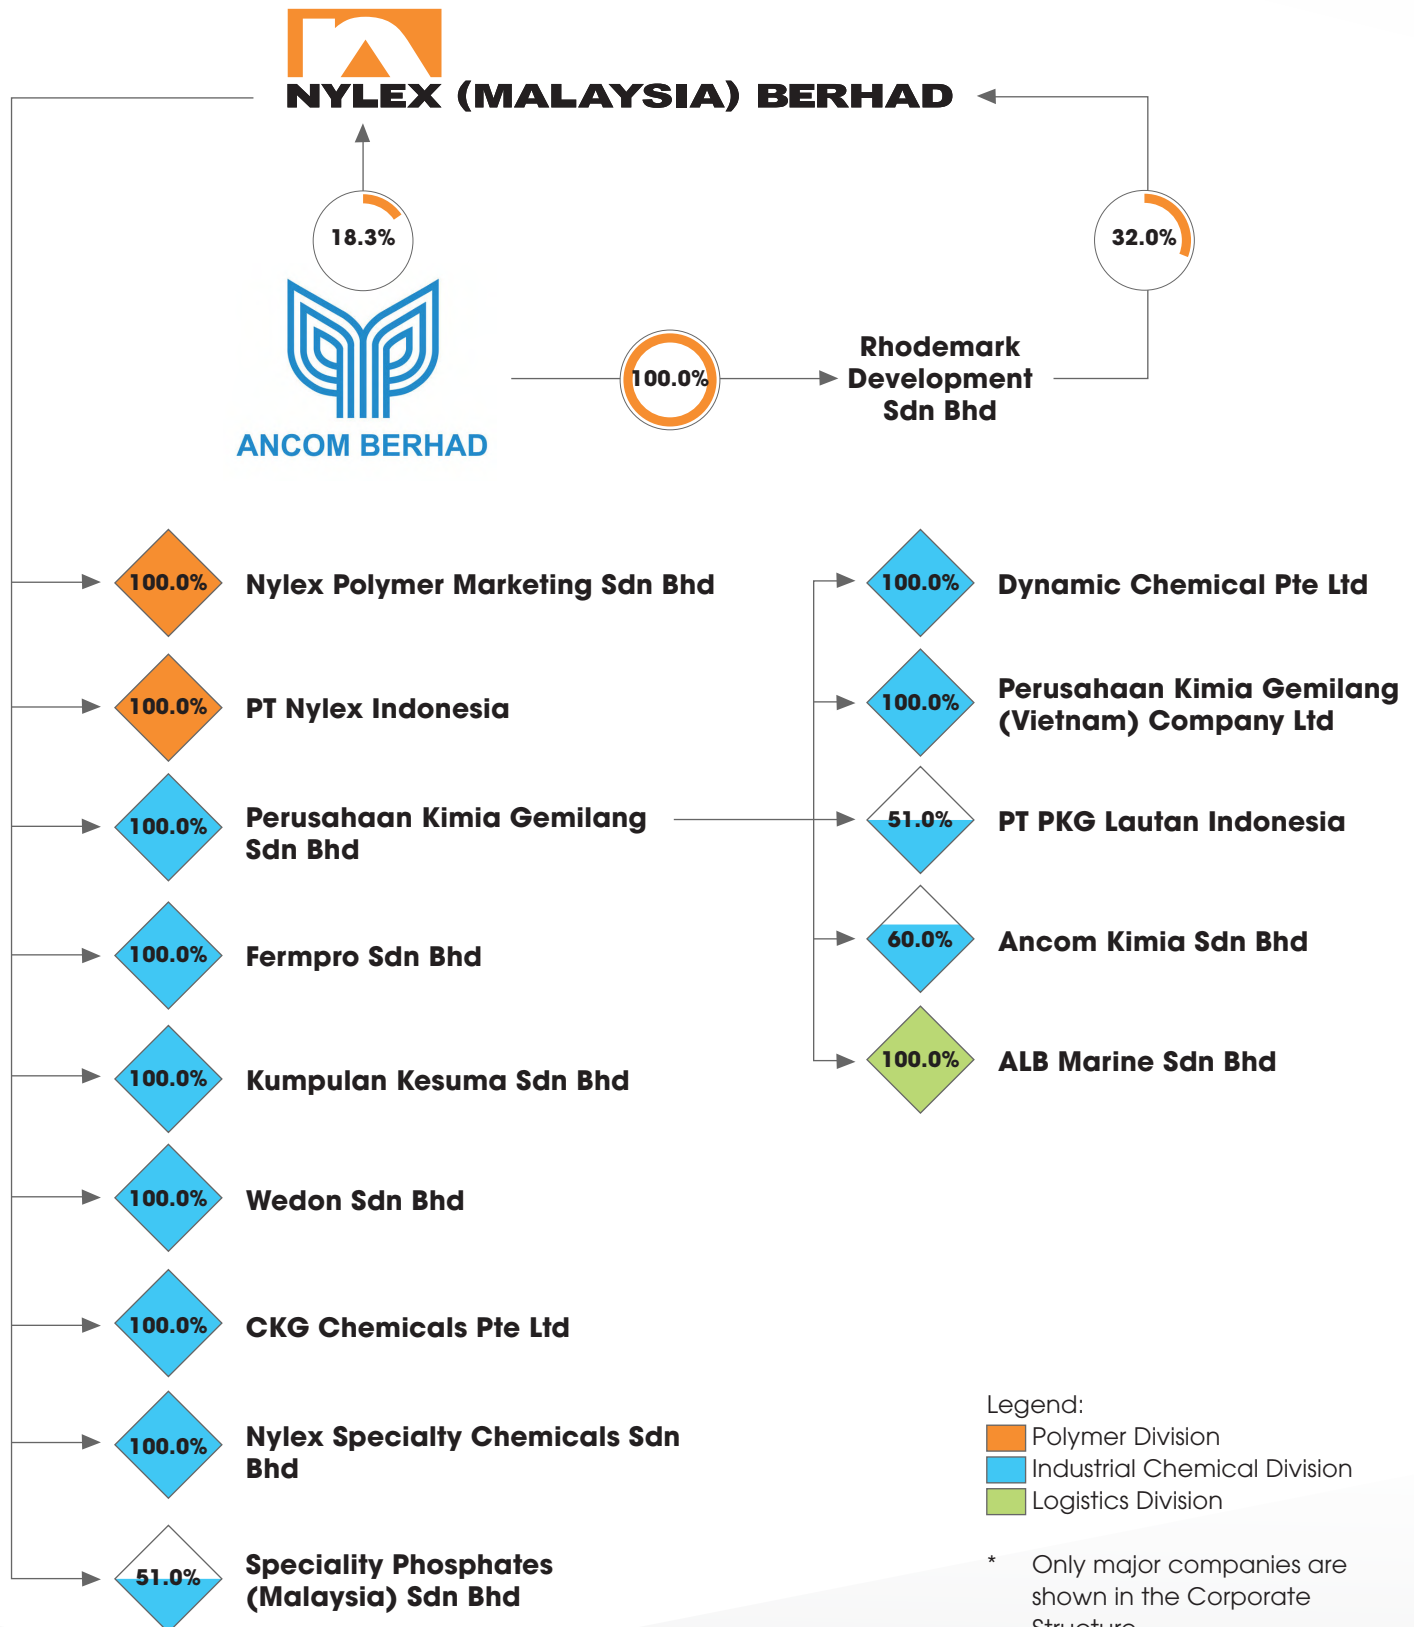 NYLEX (MALAYSIA) BERHAD
18.3%
32.0%
ANCOM BERHAD
100.0%
Rhodemark
Development
Sdn Bhd
100.0%
Nylex Polymer Marketing Sdn Bhd
100.0%
PT Nylex Indonesia
100.0%
Perusahaan Kimia Gemilang
Sdn Bhd
100.0%
Fermpro Sdn Bhd
100.0%
Kumpulan Kesuma Sdn Bhd
100.0%
Wedon Sdn Bhd
100.0%
CKG Chemicals Pte Ltd
100.0%
Nylex Specialty Chemicals Sdn
Bhd
51.0%
Speciality Phosphates
(Malaysia) Sdn Bhd
100.0%
Dynamic Chemical Pte Ltd
100.0%
Perusahaan Kimia Gemilang
(Vietnam) Company Ltd
51.0%
PT PKG Lautan Indonesia
60.0%
Ancom Kimia Sdn Bhd
100.0%
ALB Marine Sdn Bhd
Legend:
Polymer Division
Industrial Chemical Division
Logistics Division
* Only major companies are
shown in the Corporate
Structure